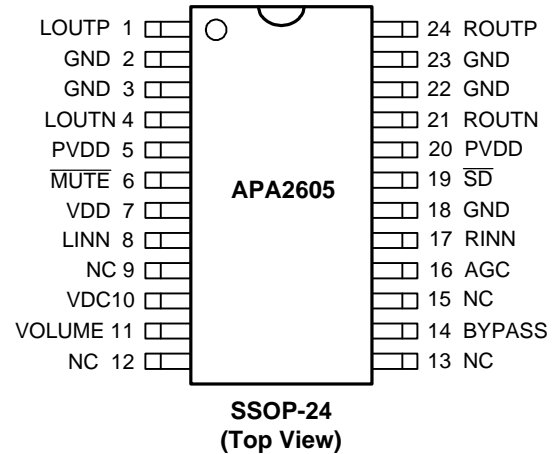 LOUTP 1 24 ROUTP
GND 2 23 GND
GND 3 22 GND
LOUTN 4 21 ROUTN
PVDD 5 20 PVDD
M̅U̅T̅E̅ 6 19 S̅D̅
VDD 7 18 GND
LINN 8 17 RINN
NC 9 16 AGC
VDC10 15 NC
VOLUME 11 14 BYPASS
NC 12 13 NC
APA2605
SSOP-24
(Top View)